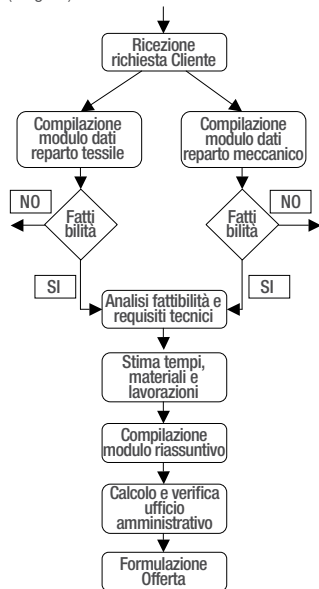 Ricezione
richiesta Cliente
Compilazione
modulo dati
reparto tessile
Compilazione
modulo dati
reparto meccanico
NO
Fatti
bilità
Fatti
bilità
NO
SI
SI
Analisi fattibilità e
requisiti tecnici
Stima tempi,
materiali e
lavorazioni
Compilazione
modulo riassuntivo
Calcolo e verifica
ufficio
amministrativo
Formulazione
Offerta